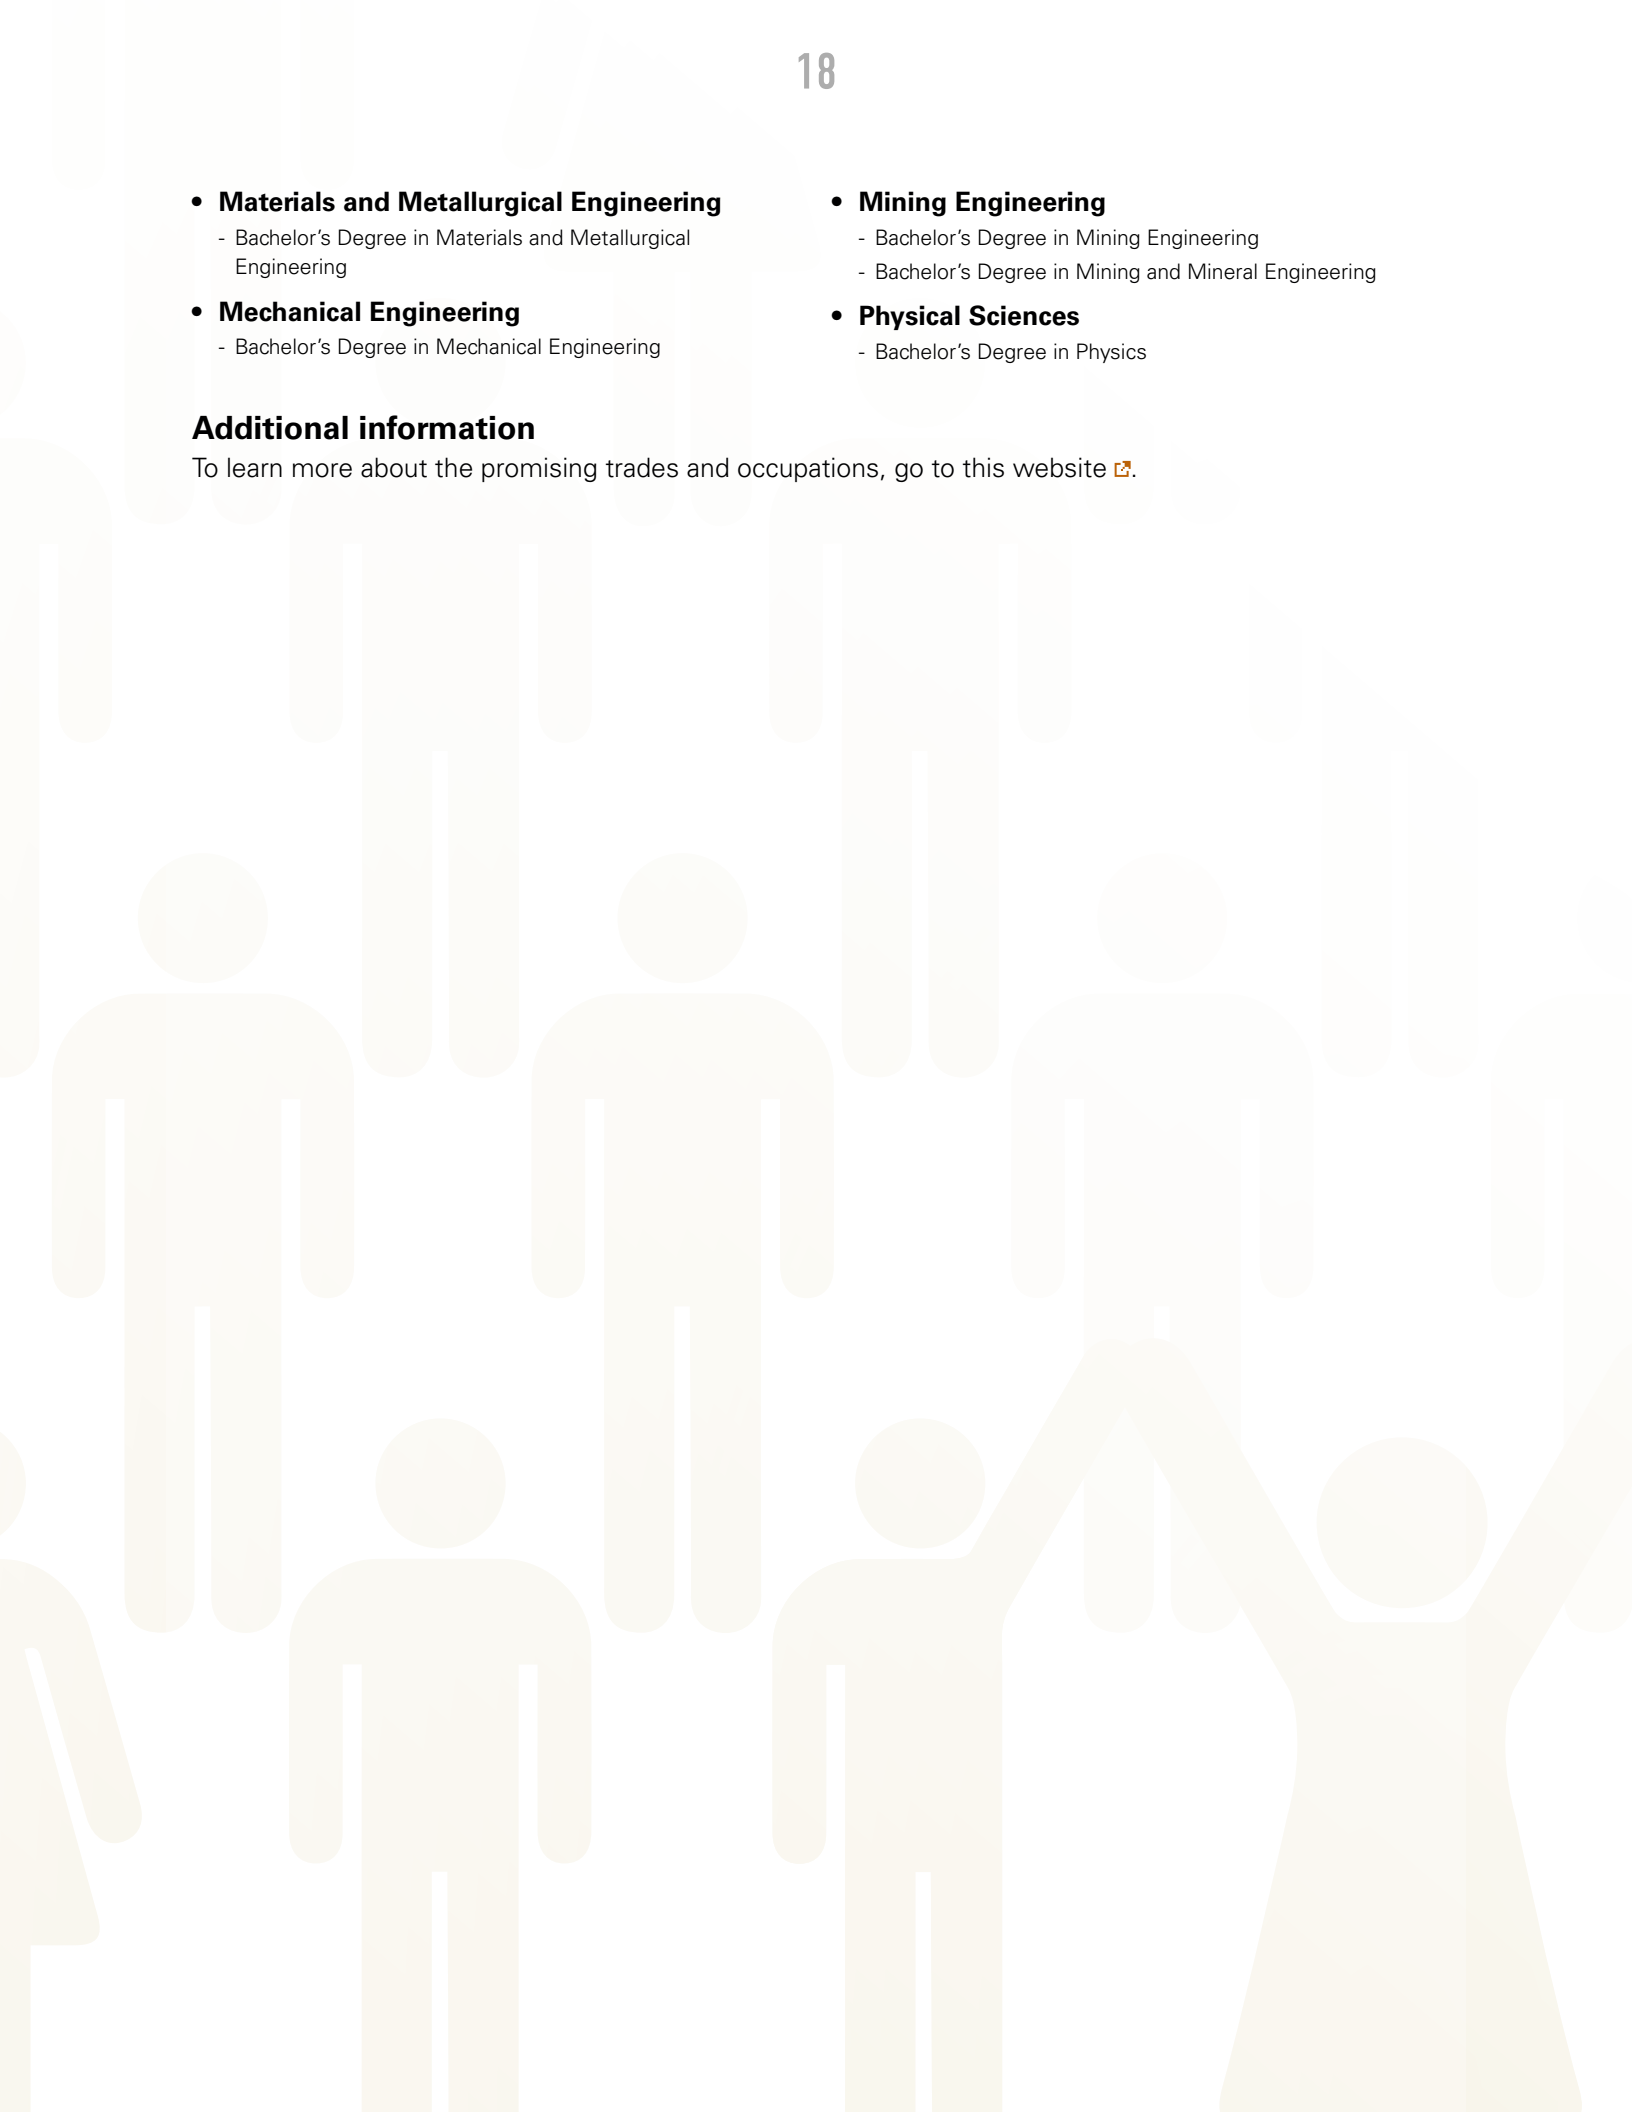 18
• Materials and Metallurgical Engineering
- Bachelor’s Degree in Materials and Metallurgical
Engineering
• Mechanical Engineering
- Bachelor’s Degree in Mechanical Engineering
• Mining Engineering
- Bachelor’s Degree in Mining Engineering
- Bachelor’s Degree in Mining and Mineral Engineering
• Physical Sciences
- Bachelor’s Degree in Physics
Additional information
To learn more about the promising trades and occupations, go to this website .